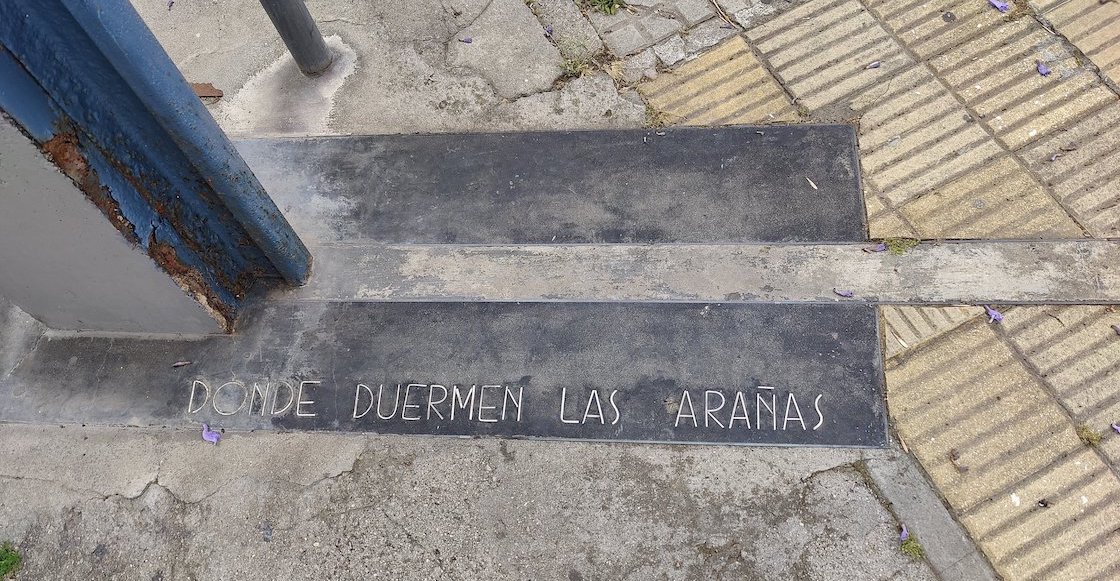 DONDE DUERMEN LAS ARAÑAS